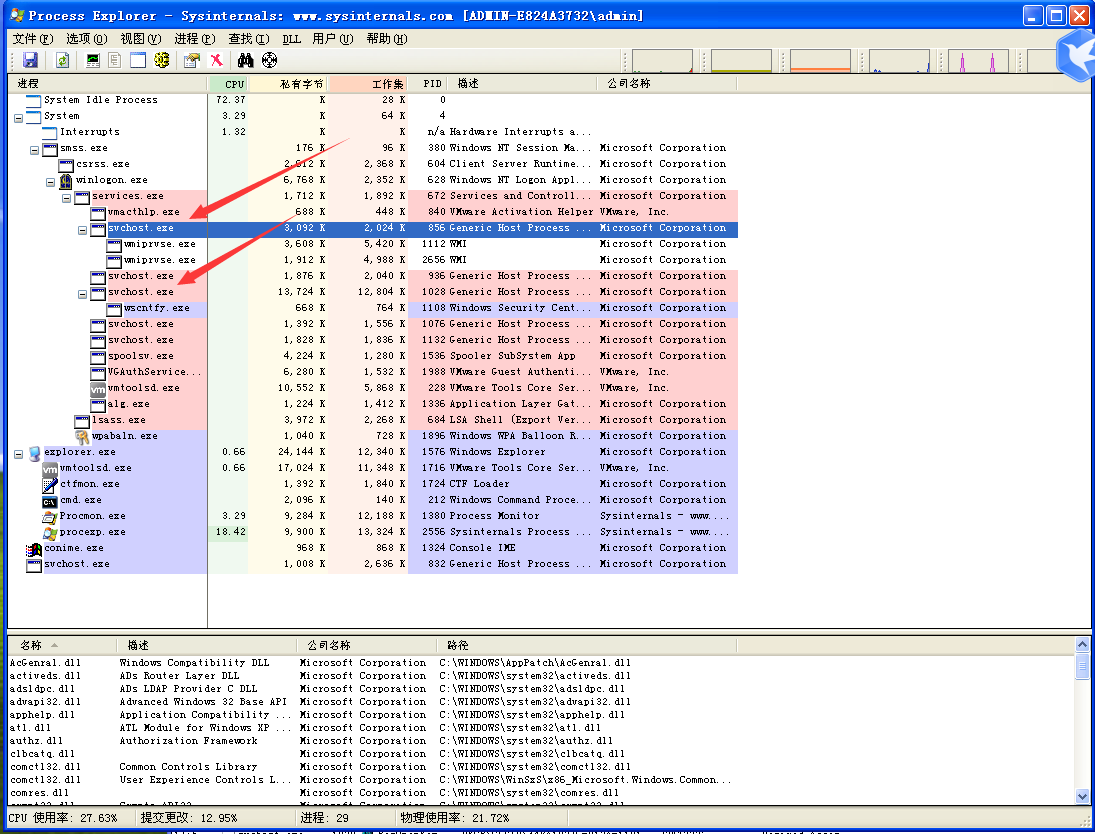 Process Explorer - Sysinternals: www.sysinternals.com [ADMIN-E824A3732\admin]
文件(F) 选项(O) 视图(V) 进程(P) 查找(I) DLL 用户(U) 帮助(H)
进程 CPU 私有字节 工作集 PID 描述 公司名称
System Idle Process 72.37 K 28 K 0
System 3.29 K 64 K 4
Interrupts 1.32 K K n/a Hardware Interrupts a...
smss.exe 176 K 96 K 380 Windows NT Session Ma... Microsoft Corporation
csrss.exe 2,368 K 604 Client Server Runtime... Microsoft Corporation
winlogon.exe 6,768 K 2,352 K 628 Windows NT Logon Appl... Microsoft Corporation
services.exe 1,712 K 1,892 K 672 Services and Controll... Microsoft Corporation
vmacthlp.exe 688 K 448 K 840 VMware Activation Helper VMware, Inc.
svchost.exe 3,092 K 2,024 K 856 Generic Host Process ... Microsoft Corporation
wmiprvse.exe 3,608 K 5,420 K 1112 WMI Microsoft Corporation
wmiprvse.exe 1,912 K 4,988 K 2656 WMI Microsoft Corporation
svchost.exe 1,876 K 2,040 K 936 Generic Host Process ... Microsoft Corporation
svchost.exe 13,724 K 12,804 K 1028 Generic Host Process ... Microsoft Corporation
wscntfy.exe 668 K 764 K 1108 Windows Security Cent... Microsoft Corporation
svchost.exe 1,392 K 1,556 K 1076 Generic Host Process ... Microsoft Corporation
svchost.exe 1,828 K 1,836 K 1132 Generic Host Process ... Microsoft Corporation
spoolsv.exe 4,224 K 1,280 K 1536 Spooler SubSystem App Microsoft Corporation
VGAuthService... 6,280 K 1,532 K 1988 VMware Guest Authenti... VMware, Inc.
vmtoolsd.exe 10,552 K 5,868 K 228 VMware Tools Core Ser... VMware, Inc.
alg.exe 1,224 K 1,412 K 1336 Application Layer Gat... Microsoft Corporation
lsass.exe 3,972 K 2,268 K 684 LSA Shell (Export Ver... Microsoft Corporation
wpabaln.exe 1,040 K 728 K 1896 Windows WPA Balloon R... Microsoft Corporation
explorer.exe 0.66 24,144 K 12,340 K 1576 Windows Explorer Microsoft Corporation
vmtoolsd.exe 0.66 17,024 K 11,348 K 1716 VMware Tools Core Ser... VMware, Inc.
ctfmon.exe 1,392 K 1,840 K 1724 CTF Loader Microsoft Corporation
cmd.exe 2,096 K 140 K 212 Windows Command Proce... Microsoft Corporation
Procmon.exe 3.29 9,284 K 12,188 K 1380 Process Monitor Sysinternals - www....
procexp.exe 18.42 9,900 K 13,324 K 2556 Sysinternals Process ... Sysinternals - www....
conime.exe 968 K 868 K 1324 Console IME Microsoft Corporation
svchost.exe 1,008 K 2,636 K 832 Generic Host Process ... Microsoft Corporation
名称 描述 公司名称 路径
AcGenral.dll Windows Compatibility DLL Microsoft Corporation C:\WINDOWS\AppPatch\AcGenral.dll
activeds.dll ADs Router Layer DLL Microsoft Corporation C:\WINDOWS\system32\activeds.dll
adsldpc.dll ADs LDAP Provider C DLL Microsoft Corporation C:\WINDOWS\system32\adsldpc.dll
advapi32.dll Advanced Windows 32 Base API Microsoft Corporation C:\WINDOWS\system32\advapi32.dll
apphelp.dll Application Compatibility ... Microsoft Corporation C:\WINDOWS\system32\apphelp.dll
atl.dll ATL Module for Windows XP ... Microsoft Corporation C:\WINDOWS\system32\atl.dll
authz.dll Authorization Framework Microsoft Corporation C:\WINDOWS\system32\authz.dll
clbcatq.dll Microsoft Corporation C:\WINDOWS\system32\clbcatq.dll
comctl32.dll Common Controls Library Microsoft Corporation C:\WINDOWS\system32\comctl32.dll
comctl32.dll User Experience Controls L... Microsoft Corporation C:\WINDOWS\WinSxS\x86_Microsoft.Windows.Common...
comres.dll Microsoft Corporation C:\WINDOWS\system32\comres.dll
CPU 使用率: 27.63% 提交更改: 12.95% 进程: 29 物理使用率: 21.72%